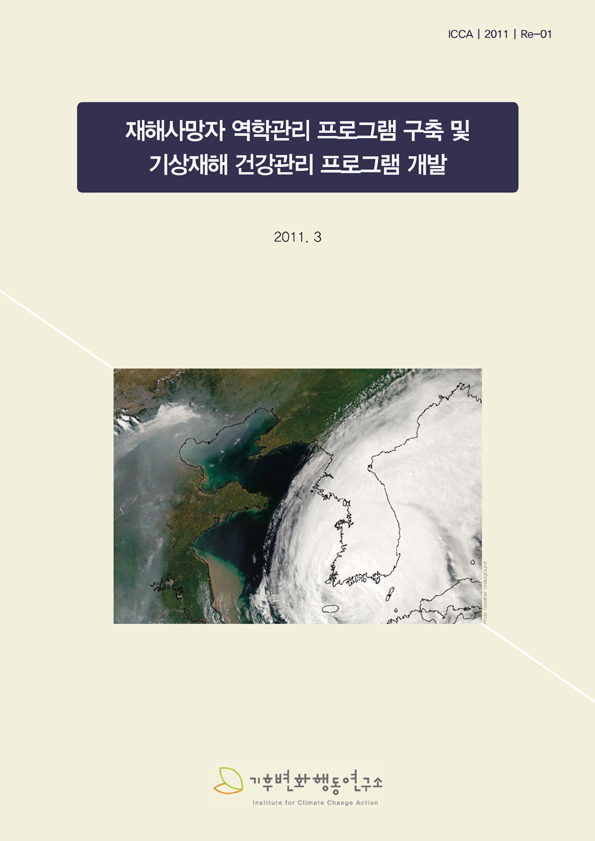 ICCA | 2011 | Re-01
재해사망자 역학관리 프로그램 구축 및
기상재해 건강관리 프로그램 개발
2011. 3
기후변화행동연구소
Institute for Climate Change Action